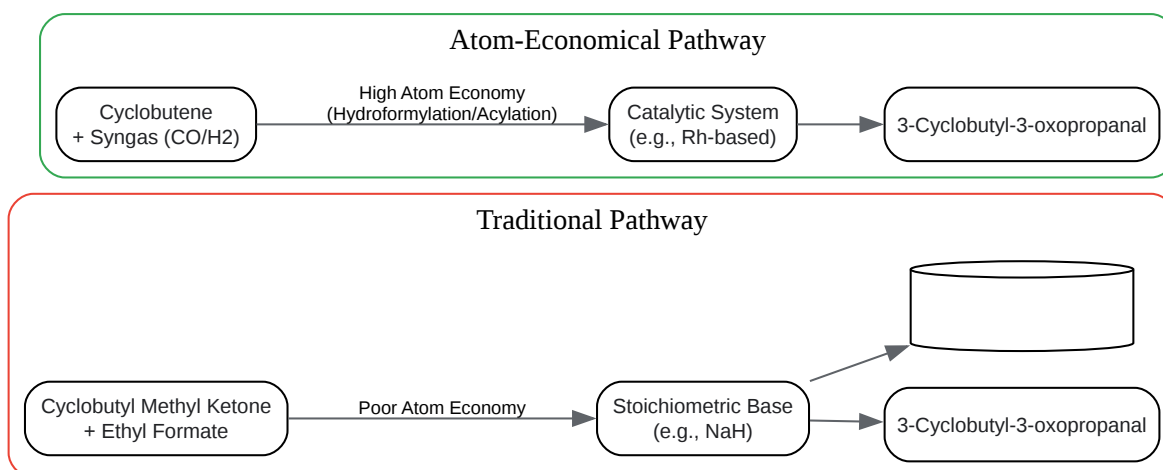 Atom-Economical Pathway
Cyclobutene
+ Syngas (CO/H2)
High Atom Economy
(Hydroformylation/Acylation)
Catalytic System
(e.g., Rh-based)
3-Cyclobutyl-3-oxopropanal
Traditional Pathway
Cyclobutyl Methyl Ketone
+ Ethyl Formate
Poor Atom Economy
Stoichiometric Base
(e.g., NaH)
3-Cyclobutyl-3-oxopropanal